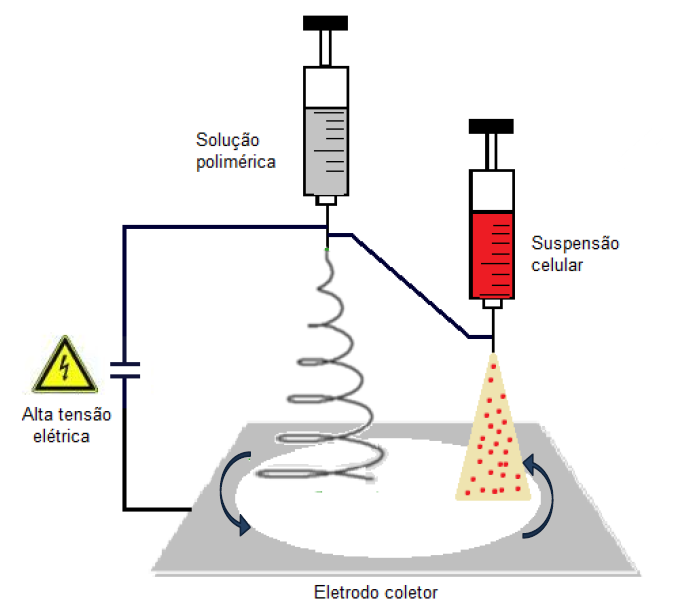 Solução
polimérica
Suspensão
celular
Alta tensão
elétrica
Eletrodo coletor